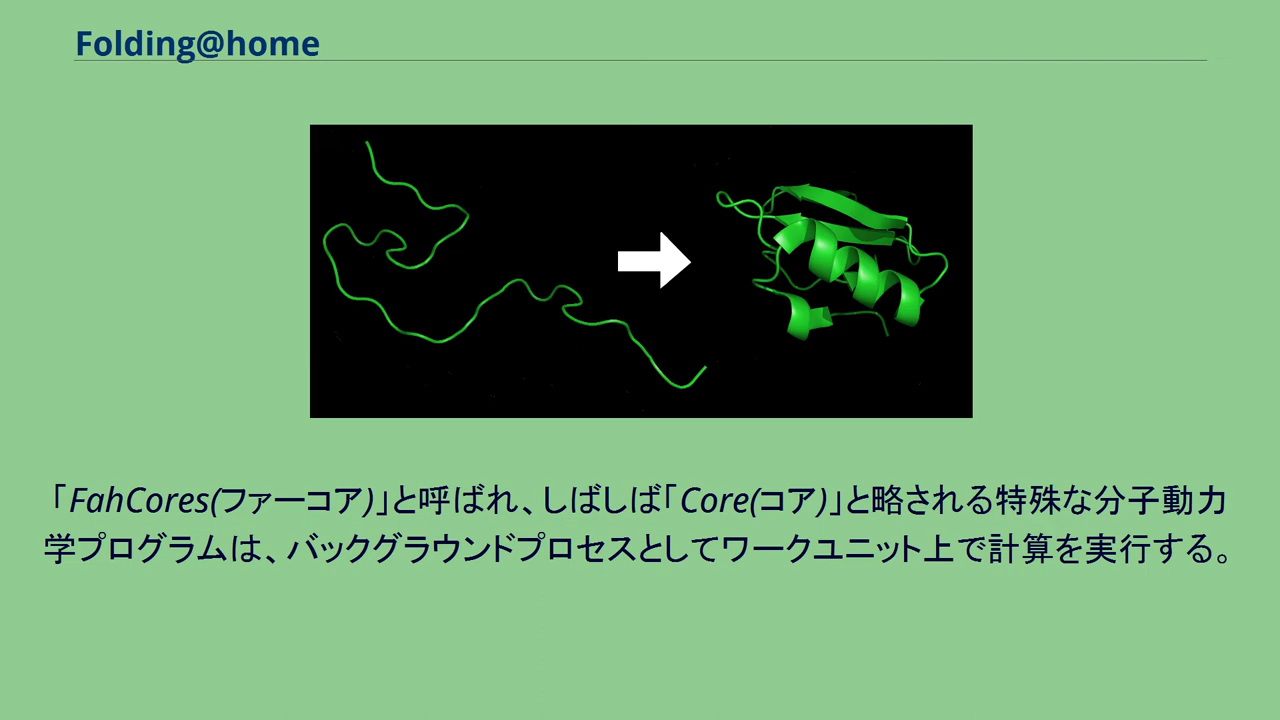 Folding@home
「FahCores(ファーコア)」と呼ばれ、しばしば「Core(コア)」と略される特殊な分子動力
学プログラムは、バックグラウンドプロセスとしてワークユニット上で計算を実行する。